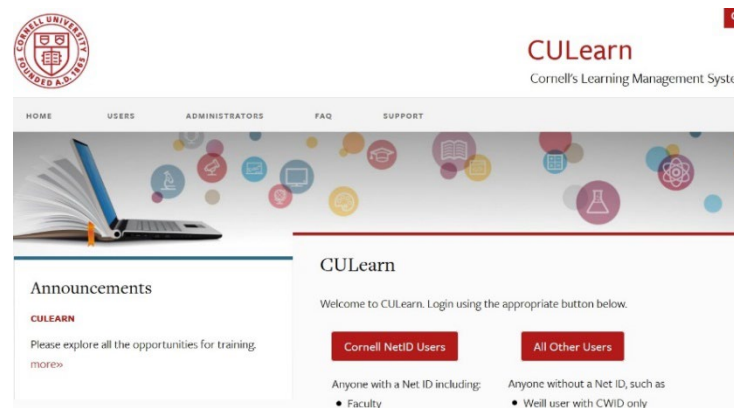 CORNELL UNIVERSITY
FOUNDED A.D. 1865
CULearn
Cornell's Learning Management Syste
HOME USERS ADMINISTRATORS FAQ SUPPORT
CULearn
Announcements
Welcome to CULearn. Login using the appropriate button below.
CULEARN
Please explore all the opportunities for training.
more»
Cornell NetID Users All Other Users
Anyone with a Net ID including: Anyone without a Net ID, such as
• Faculty • Weill user with CWID only